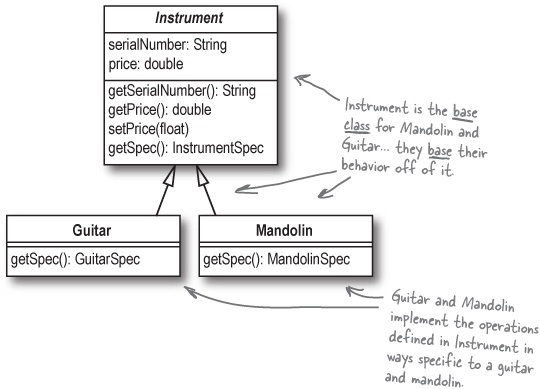 Instrument
serialNumber: String
price: double
getSerialNumber(): String
getPrice(): double
setPrice(float)
getSpec(): InstrumentSpec
Instrument is the base
class for Mandolin and
Guitar... they base their
behavior off of it.
Guitar
getSpec(): GuitarSpec
Mandolin
getSpec(): MandolinSpec
Guitar and Mandolin
implement the operations
defined in Instrument in
ways specific to a guitar
and mandolin.